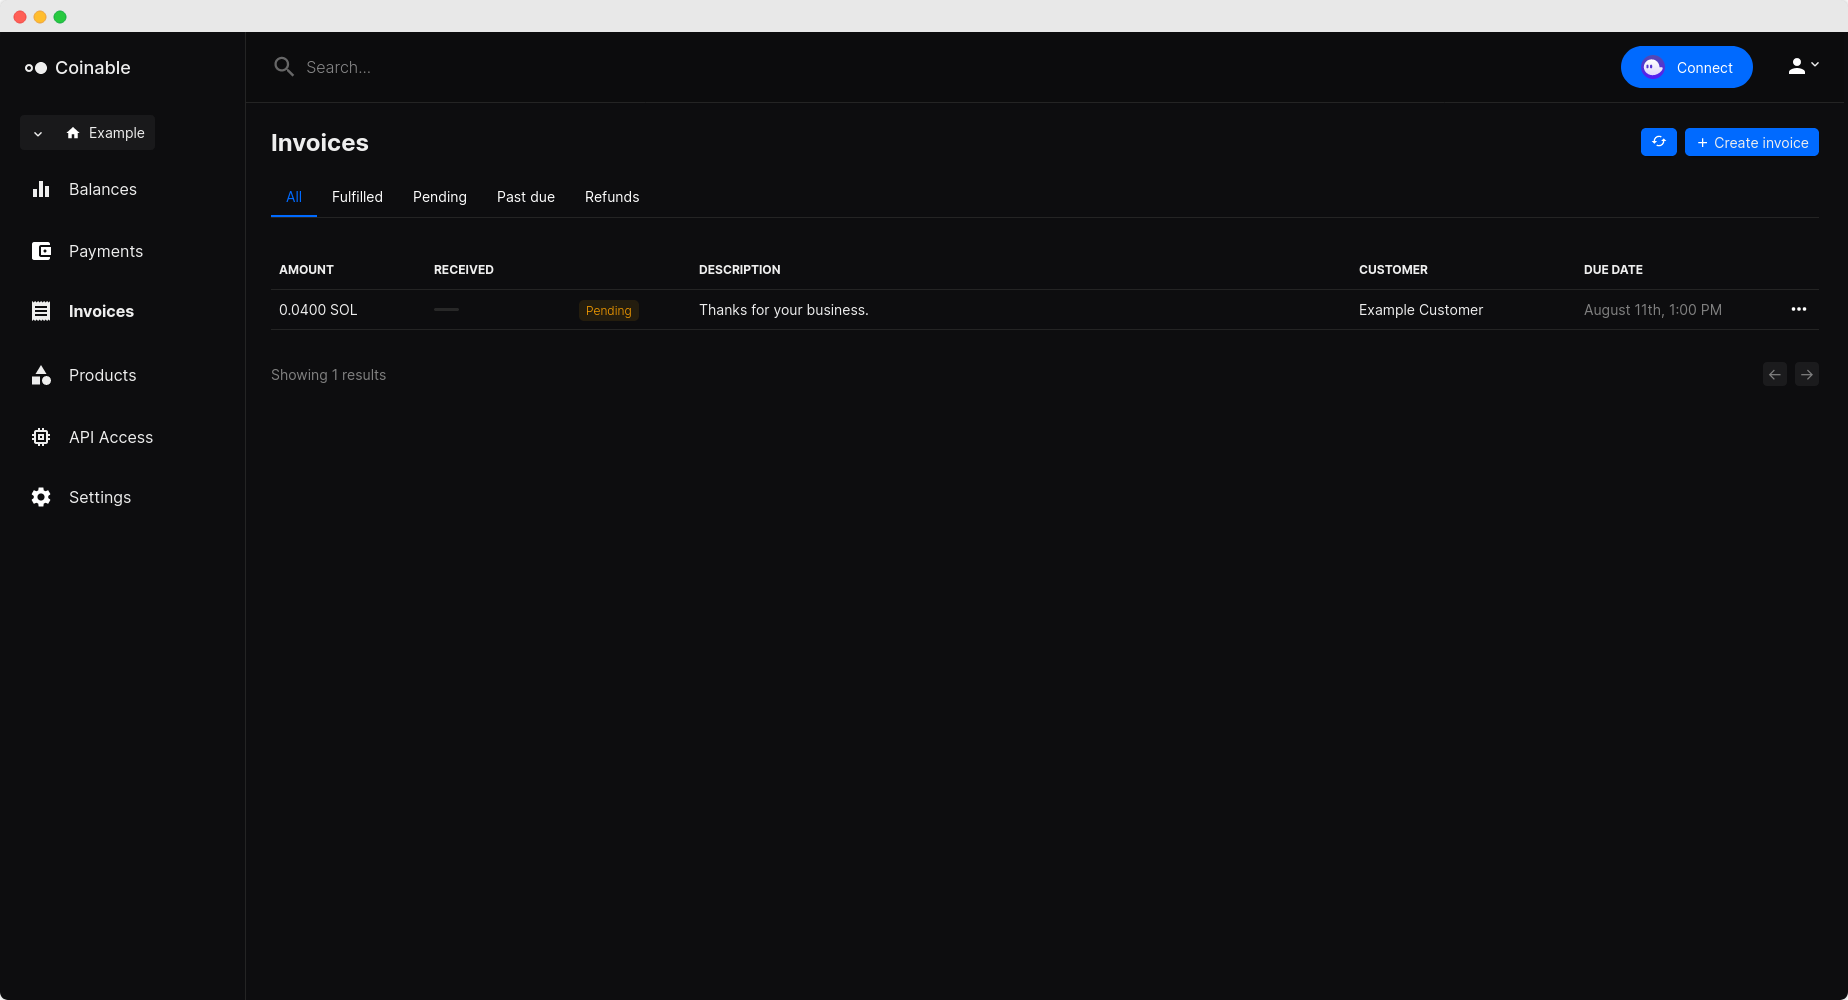 Coinable
Search...
Connect
Example
Balances
Payments
Invoices
Products
API Access
Settings
Invoices
Create invoice
All Fulfilled Pending Past due Refunds
AMOUNT RECEIVED DESCRIPTION CUSTOMER DUE DATE
0.0400 SOL Pending Thanks for your business. Example Customer August 11th, 1:00 PM
Showing 1 results